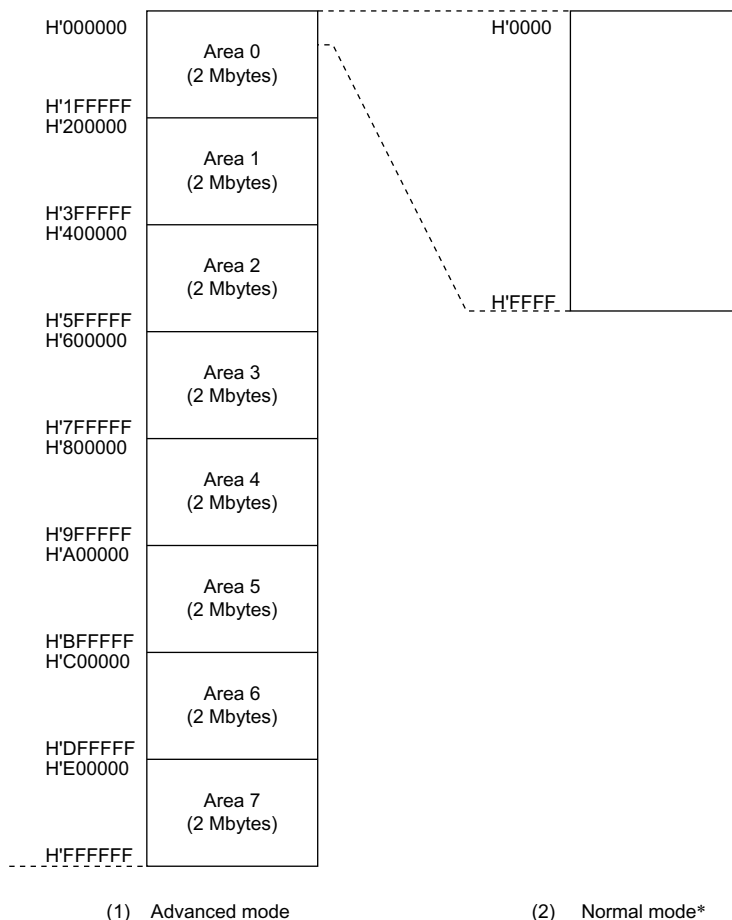 H'000000
Area 0
(2 Mbytes)
H'1FFFFF
H'200000
Area 1
(2 Mbytes)
H'3FFFFF
H'400000
Area 2
(2 Mbytes)
H'5FFFFF
H'600000
Area 3
(2 Mbytes)
H'7FFFFF
H'800000
Area 4
(2 Mbytes)
H'9FFFFF
H'A00000
Area 5
(2 Mbytes)
H'BFFFFF
H'C00000
Area 6
(2 Mbytes)
H'DFFFFF
H'E00000
Area 7
(2 Mbytes)
H'FFFFFF
(1) Advanced mode
H'0000
H'FFFF
(2) Normal mode*